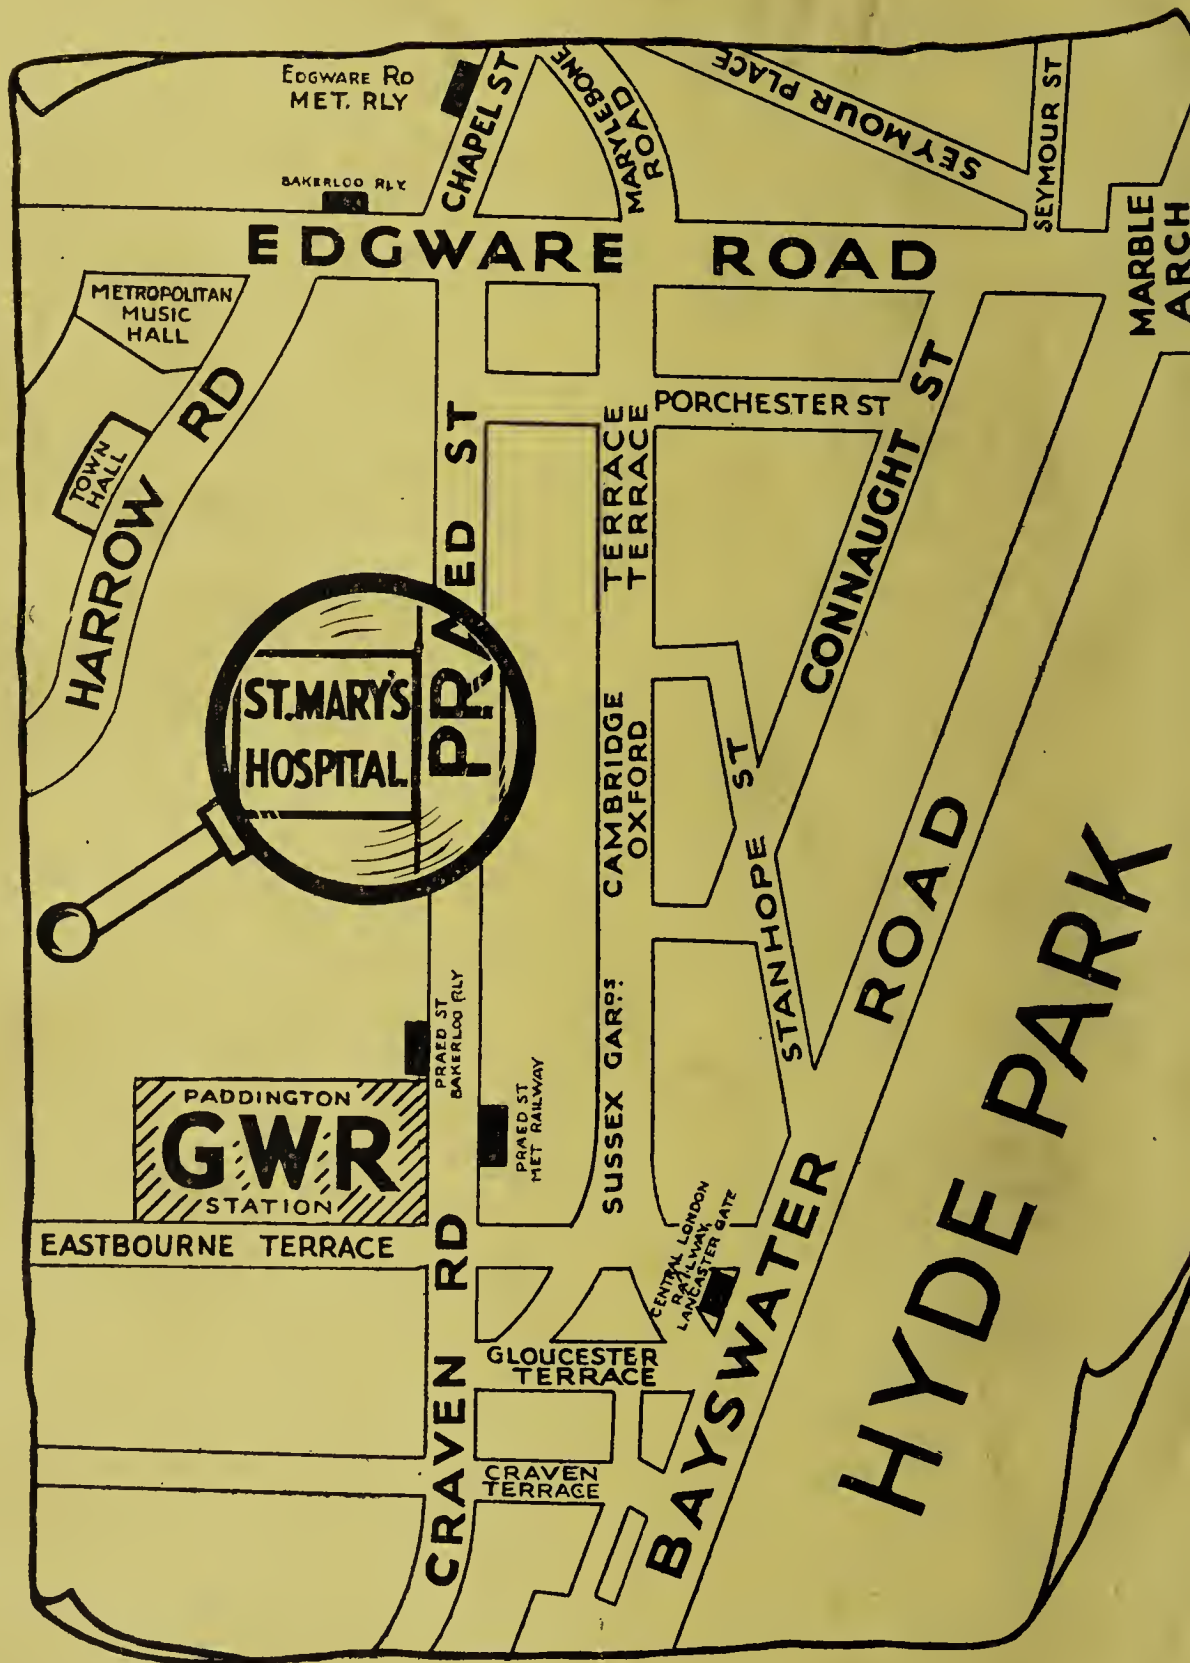 EDGWARE RD
MET. RLY
CHAPEL ST
MARYLEBONE
ROAD
SEYMOUR PLACE
SEYMOUR ST
BAKERLOO RLY.
EDGWARE ROAD
MARBLE
ARCH
METROPOLITAN
MUSIC
HALL
TOWN
HALL
HARROW RD
PRAED ST
TERRACE
TERRACE
PORCHESTER ST
CONNAUGHT ST
ST. MARY'S
HOSPITAL
CAMBRIDGE
OXFORD
STANHOPE ST
SUSSEX GARDS
PRAED ST
BAKERLOO RLY
PRAED ST
MET RAILWAY
PADDINGTON
GWR
STATION
EASTBOURNE TERRACE
CRAVEN RD
CENTRAL LONDON
RAILWAY,
LANCASTER GATE
GLOUCESTER
TERRACE
CRAVEN
TERRACE
BAYSWATER ROAD
HYDE PARK